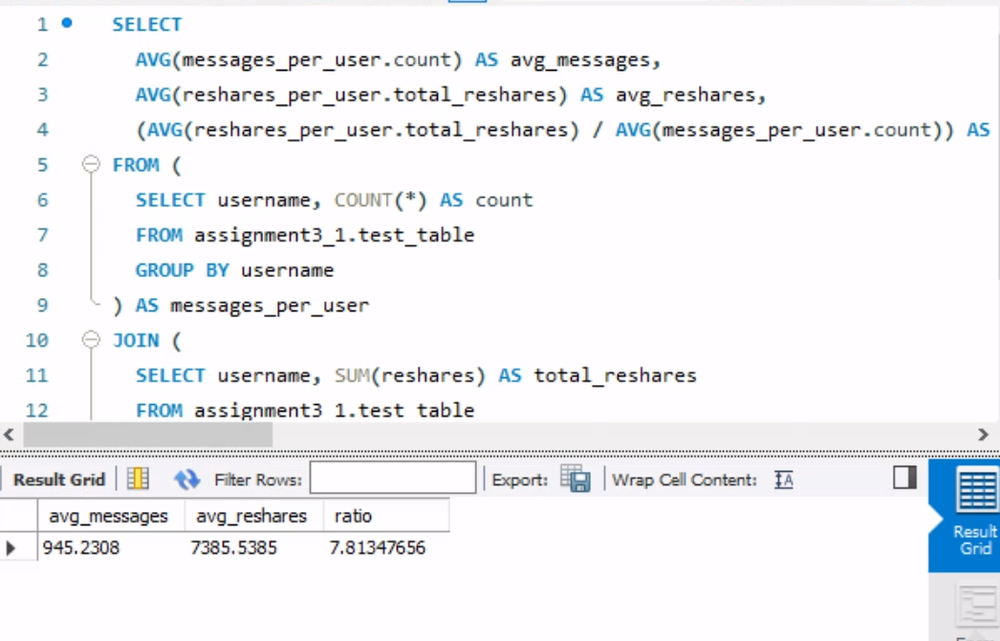 1 SELECT
2 AVG(messages_per_user.count) AS avg_messages,
3 AVG(reshares_per_user.total_reshares) AS avg_reshares,
4 (AVG(reshares_per_user.total_reshares) / AVG(messages_per_user.count)) AS
5 FROM (
6 SELECT username, COUNT(*) AS count
7 FROM assignment3_1.test_table
8 GROUP BY username
9 ) AS messages_per_user
10 JOIN (
11 SELECT username, SUM(reshares) AS total_reshares
12 FROM assignment3_1.test_table
Result Grid Filter Rows: Export: Wrap Cell Content:
avg_messages avg_reshares ratio
945.2308 7385.5385 7.81347656
Result
Grid